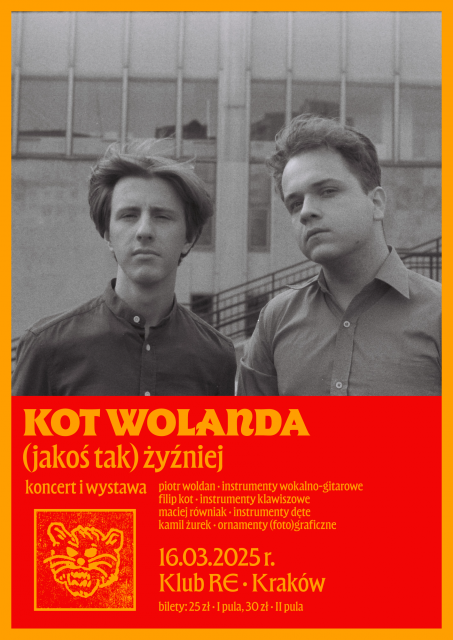 KOT WOLANDA
(jakoś tak) żyźniej
koncert i wystawa
piotr woldan · instrumenty wokalno-gitarowe
filip kot · instrumenty klawiszowe
maciej równiak · instrumenty dęte
kamil żurek · ornamenty (foto)graficzne
16.03.2025 r.
Klub RE · Kraków
bilety: 25 zł · I pula, 30 zł · II pula